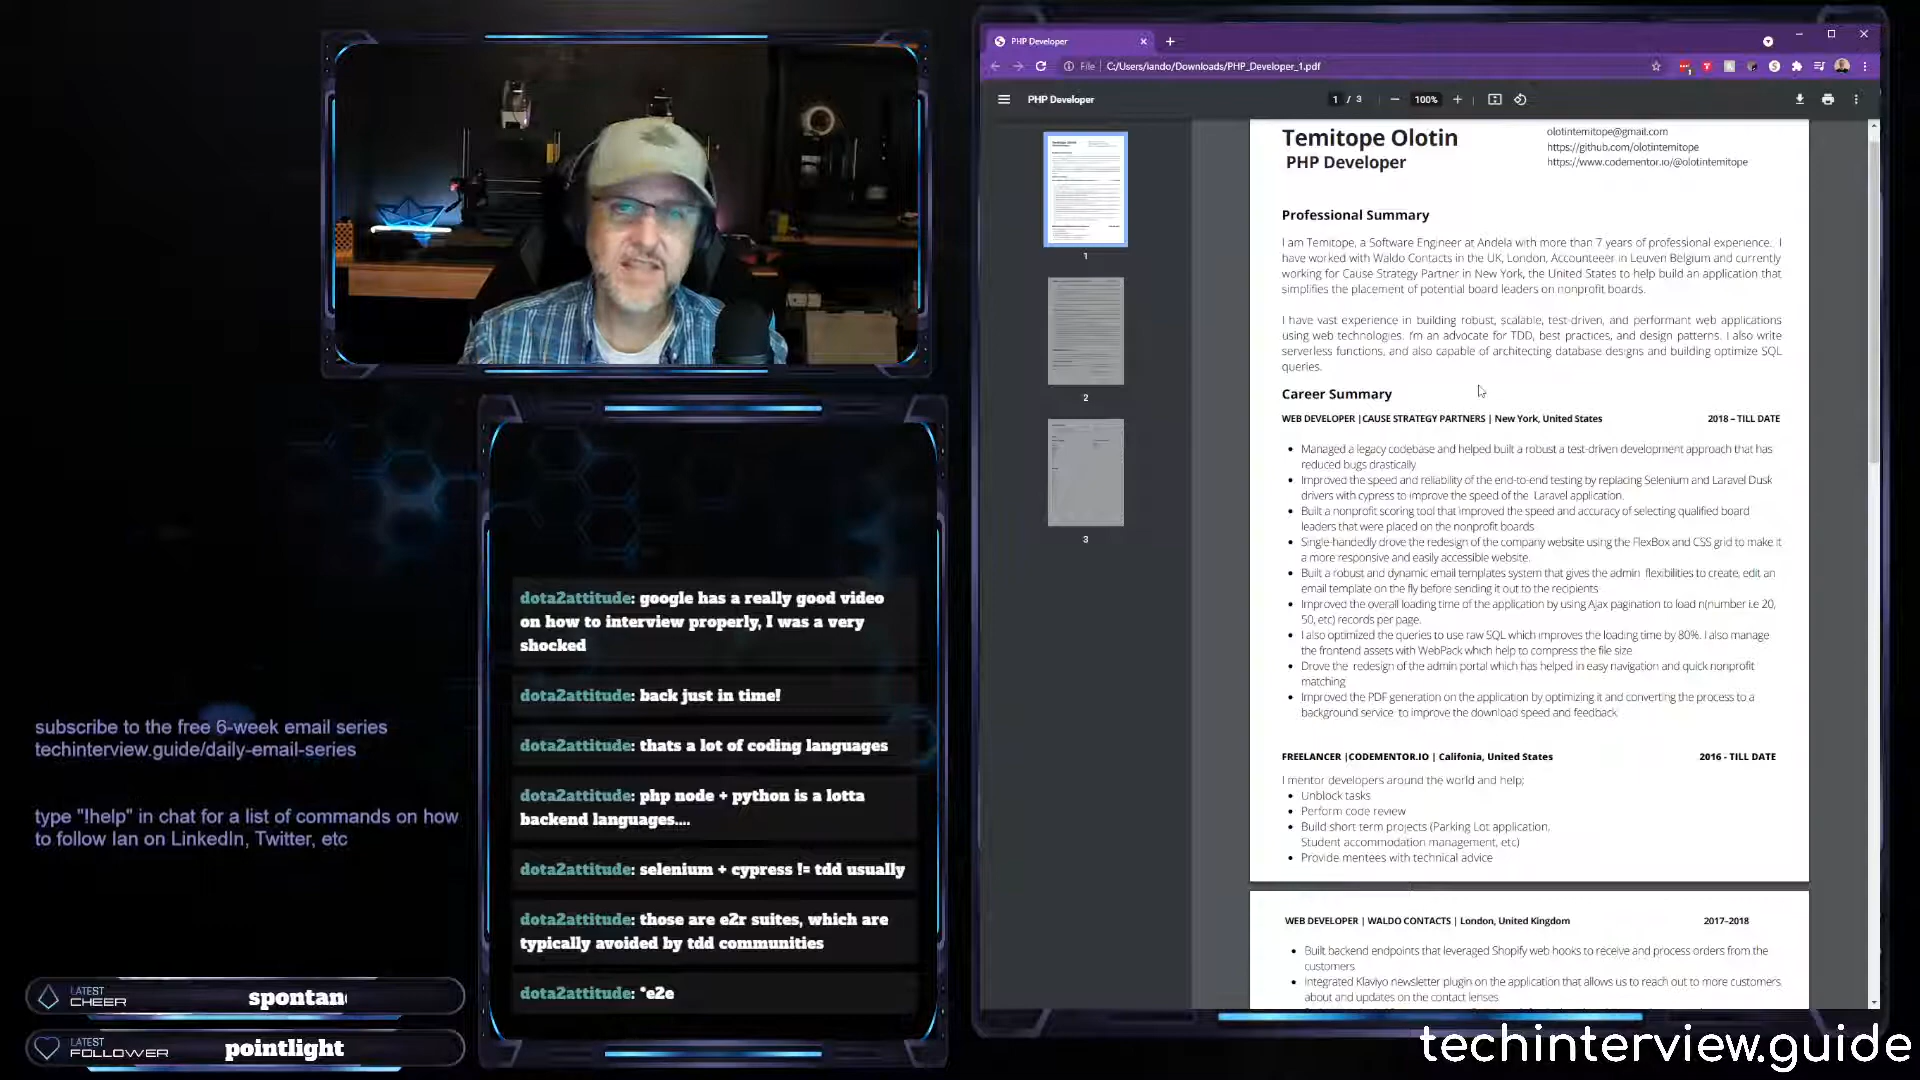 subscribe to the free 6-week email series
techinterview.guide/daily-email-series
type "!help" in chat for a list of commands on how
to follow Ian on LinkedIn, Twitter, etc
LATEST
CHEER
spontan
LATEST
FOLLOWER
pointlight
dota2attitude: google has a really good video
on how to interview properly, I was a very
shocked
dota2attitude: back just in time!
dota2attitude: thats a lot of coding languages
dota2attitude: php node + python is a lotta
backend languages....
dota2attitude: selenium + cypress != tdd usually
dota2attitude: those are e2r suites, which are
typically avoided by tdd communities
dota2attitude: *e2e
PHP Developer
File C:/Users/iando/Downloads/PHP_Developer_1.pdf
PHP Developer
1 / 3
100%
1
2
3
Temitope Olotin
PHP Developer
olotintemitope@gmail.com
https://github.com/olotintemitope
https://www.codementor.io/@olotintemitope
Professional Summary
I am Temitope, a Software Engineer at Andela with more than 7 years of professional experience. I
have worked with Waldo Contacts in the UK, London, Accounteeer in Leuven Belgium and currently
working for Cause Strategy Partner in New York, the United States to help build an application that
simplifies the placement of potential board leaders on nonprofit boards.
I have vast experience in building robust, scalable, test-driven, and performant web applications
using web technologies. I'm an advocate for TDD, best practices, and design patterns. I also write
serverless functions, and also capable of architecting database designs and building optimize SQL
queries.
Career Summary
WEB DEVELOPER |CAUSE STRATEGY PARTNERS | New York, United States 2018 – TILL DATE
• Managed a legacy codebase and helped built a robust a test-driven development approach that has
reduced bugs drastically
• Improved the speed and reliability of the end-to-end testing by replacing Selenium and Laravel Dusk
drivers with cypress to improve the speed of the Laravel application.
• Built a nonprofit scoring tool that improved the speed and accuracy of selecting qualified board
leaders that were placed on the nonprofit boards
• Single-handedly drove the redesign of the company website using the FlexBox and CSS grid to make it
a more responsive and easily accessible website.
• Built a robust and dynamic email templates system that gives the admin flexibilities to create, edit an
email template on the fly before sending it out to the recipients
• Improved the overall loading time of the application by using Ajax pagination to load n(number i.e 20,
50, etc) records per page.
• I also optimized the queries to use raw SQL which improves the loading time by 80%. I also manage
the frontend assets with WebPack which help to compress the file size
• Drove the redesign of the admin portal which has helped in easy navigation and quick nonprofit
matching
• Improved the PDF generation on the application by optimizing it and converting the process to a
background service to improve the download speed and feedback
FREELANCER |CODEMENTOR.IO | Califonia, United States 2016 - TILL DATE
I mentor developers around the world and help;
• Unblock tasks
• Perform code review
• Build short term projects (Parking Lot application,
Student accommodation management, etc)
• Provide mentees with technical advice
WEB DEVELOPER | WALDO CONTACTS | London, United Kingdom 2017–2018
• Built backend endpoints that leveraged Shopify web hooks to receive and process orders from the
customers
• Integrated Klaviyo newsletter plugin on the application that allows us to reach out to more customers
about and updates on the contact lenses
techinterview.guide